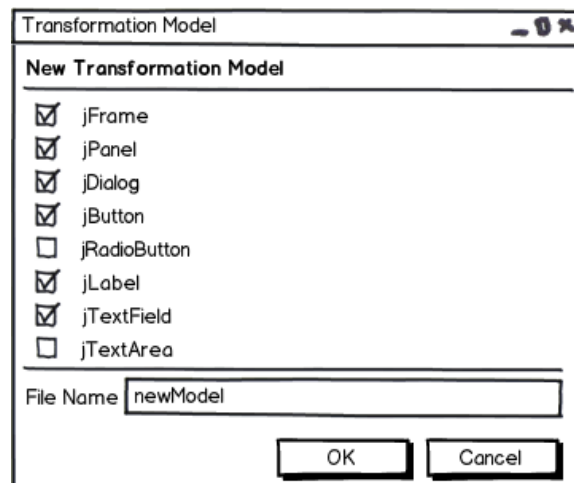 Transformation Model
New Transformation Model
jFrame
jPanel
jDialog
jButton
jRadioButton
jLabel
jTextField
jTextArea
File Name newModel
OK Cancel